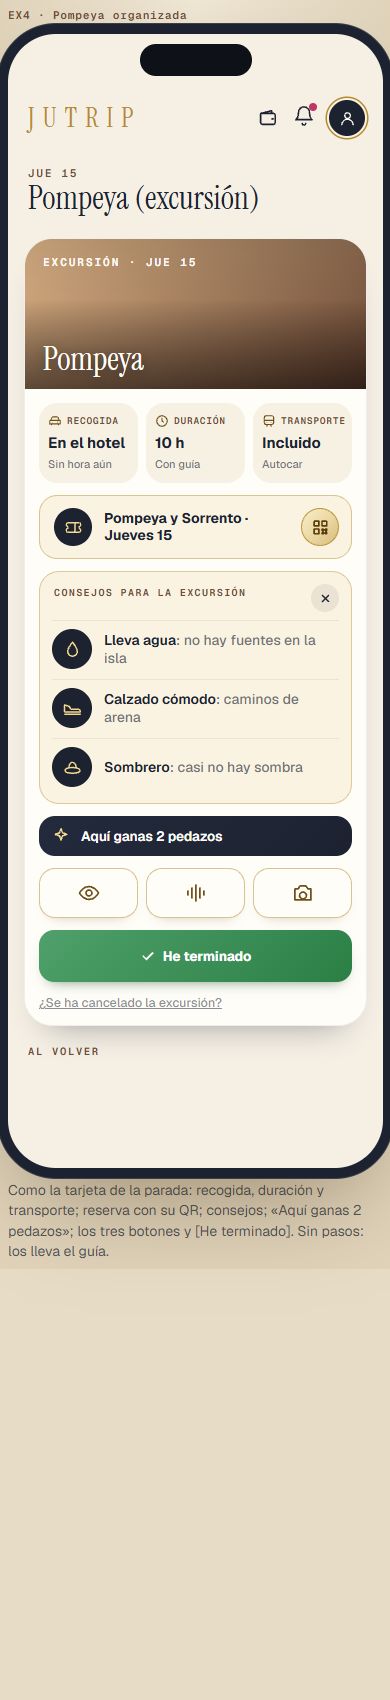 EX4 · Pompeya organizada
JUTRIP
JUE 15
Pompeya (excursión)
EXCURSIÓN · JUE 15
Pompeya
RECOGIDA
En el hotel
Sin hora aún
DURACIÓN
10 h
Con guía
TRANSPORTE
Incluido
Autocar
Pompeya y Sorrento ·
Jueves 15
CONSEJOS PARA LA EXCURSIÓN
Lleva agua: no hay fuentes en la
isla
Calzado cómodo: caminos de
arena
Sombrero: casi no hay sombra
Aquí ganas 2 pedazos
He terminado
¿Se ha cancelado la excursión?
AL VOLVER
Como la tarjeta de la parada: recogida, duración y
transporte; reserva con su QR; consejos; «Aquí ganas 2
pedazos»; los tres botones y [He terminado]. Sin pasos:
los lleva el guía.